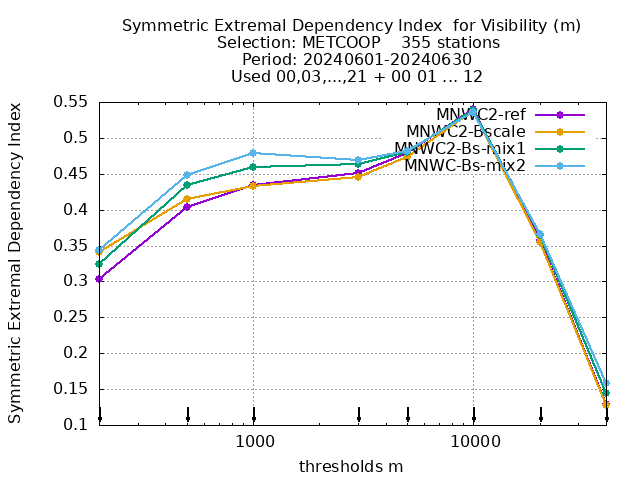 Symmetric Extremal Dependency Index  for Visibility (m)
Selection: METCOOP    355 stations
Period: 20240601-20240630
Used 00,03,...,21 + 00 01 ... 12
Symmetric Extremal Dependency Index
0.55
0.5
0.45
0.4
0.35
0.3
0.25
0.2
0.15
0.1
MNWC2-ref
MNWC2-Bscale
MNWC2-Bs-mix1
MNWC-Bs-mix2
1000
10000
thresholds m